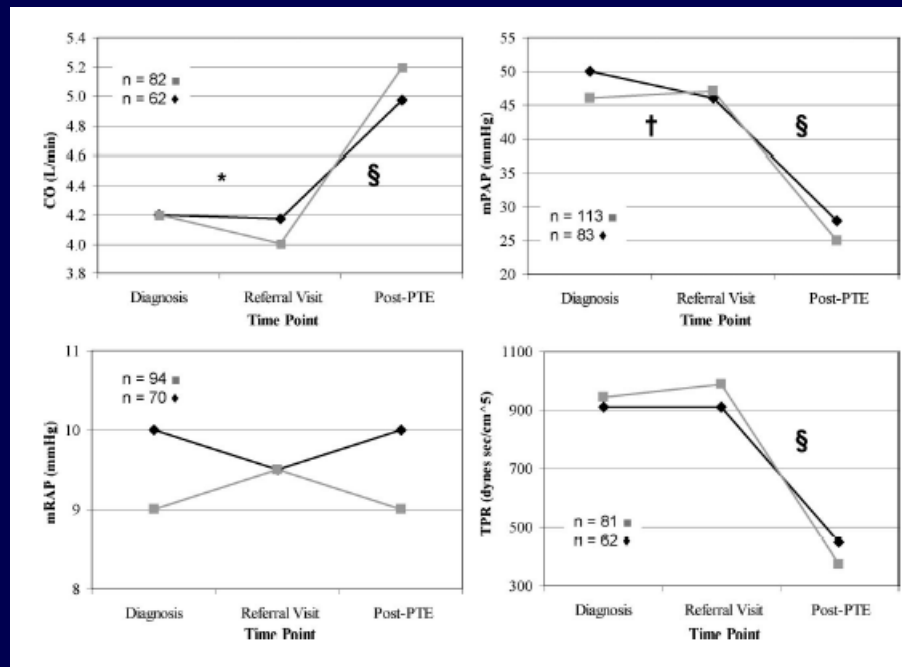 CO (L/min)
5.4
5.2
5.0
4.8
4.6
4.4
4.2
4.0
3.8
n = 82
n = 62
*
§
Diagnosis Referral Visit Post-PTE
Time Point
mPAP (mmHg)
55
50
45
40
35
30
25
20
†
§
n = 113
n = 83
Diagnosis Referral Visit Post-PTE
Time Point
mRAP (mmHg)
11
10
9
8
n = 94
n = 70
Diagnosis Referral Visit Post-PTE
Time Point
TPR (dynes sec/cm^5)
1100
900
700
500
300
§
n = 81
n = 62
Diagnosis Referral Visit Post-PTE
Time Point